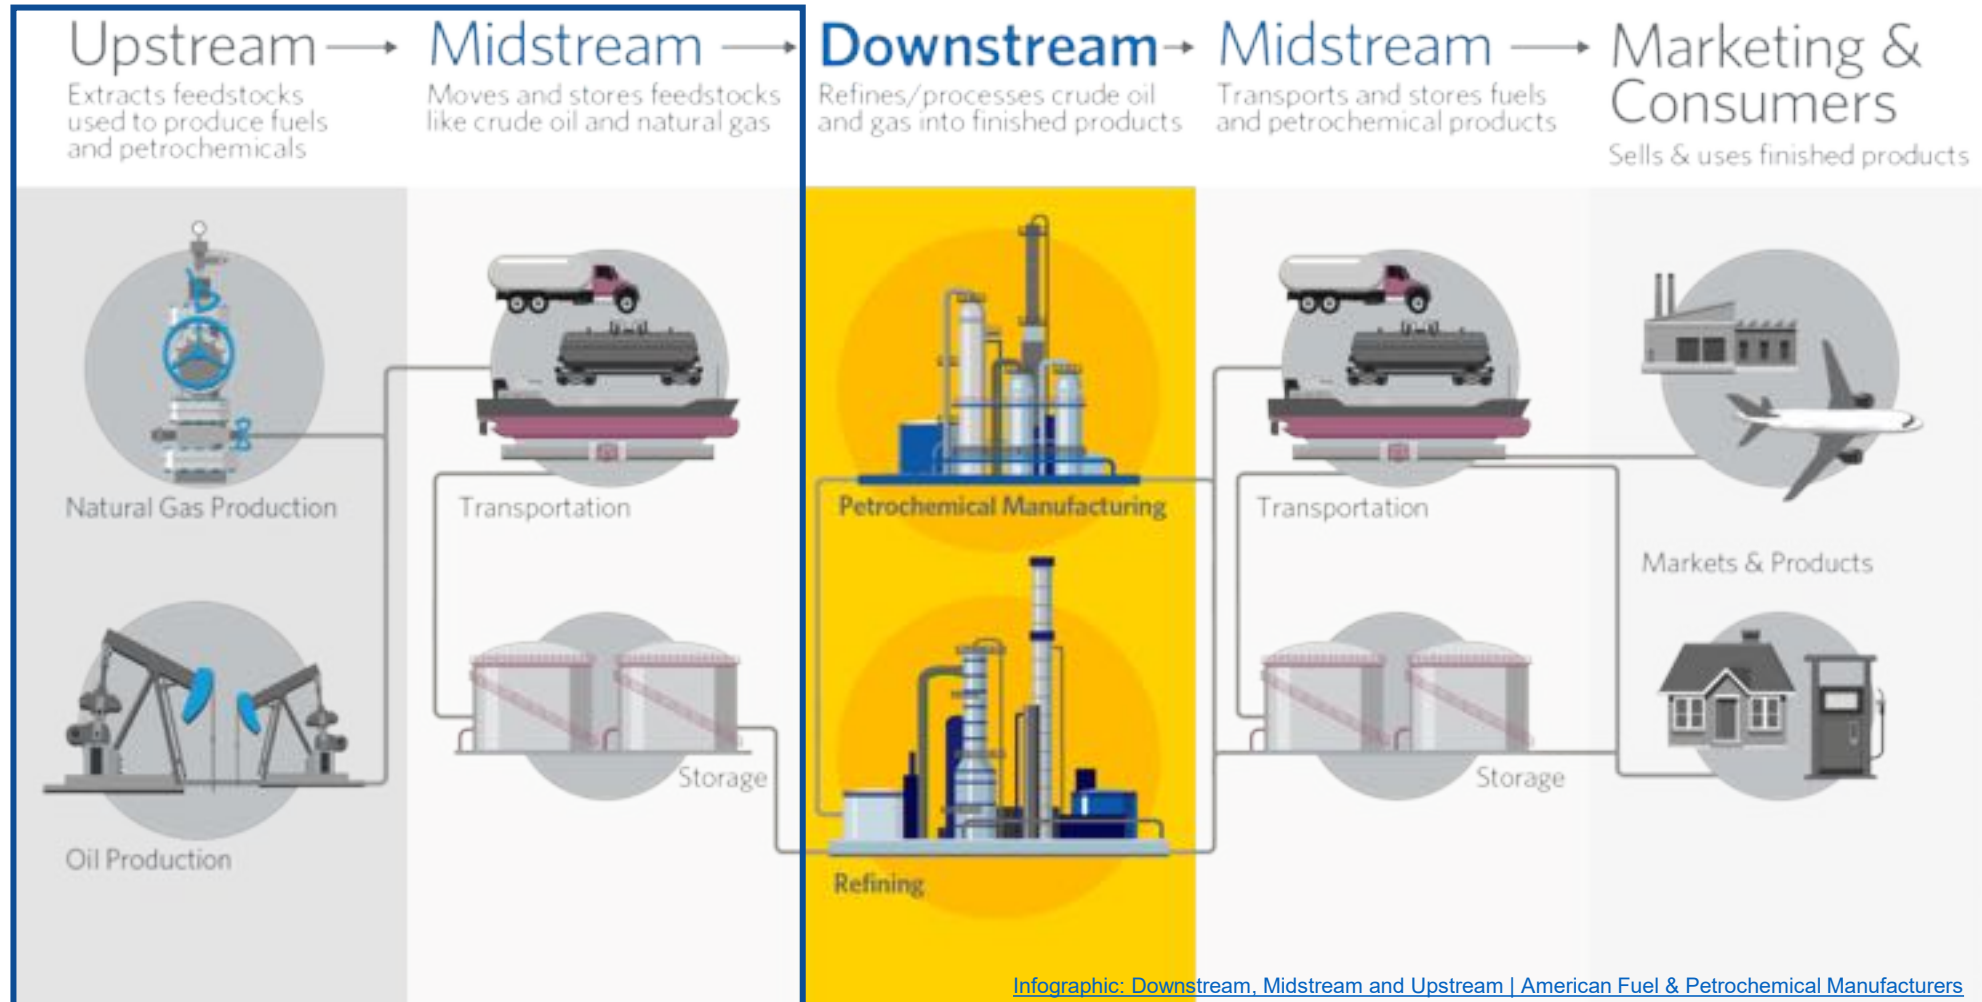 Upstream
Extracts feedstocks
used to produce fuels
and petrochemicals
Midstream
Moves and stores feedstocks
like crude oil and natural gas
Downstream
Refines/processes crude oil
and gas into finished products
Midstream
Transports and stores fuels
and petrochemical products
Marketing &
Consumers
Sells & uses finished products
Natural Gas Production
Transportation
Petrochemical Manufacturing
Transportation
Markets & Products
Storage
Storage
Oil Production
Refining
Infographic: Downstream, Midstream and Upstream | American Fuel & Petrochemical Manufacturers